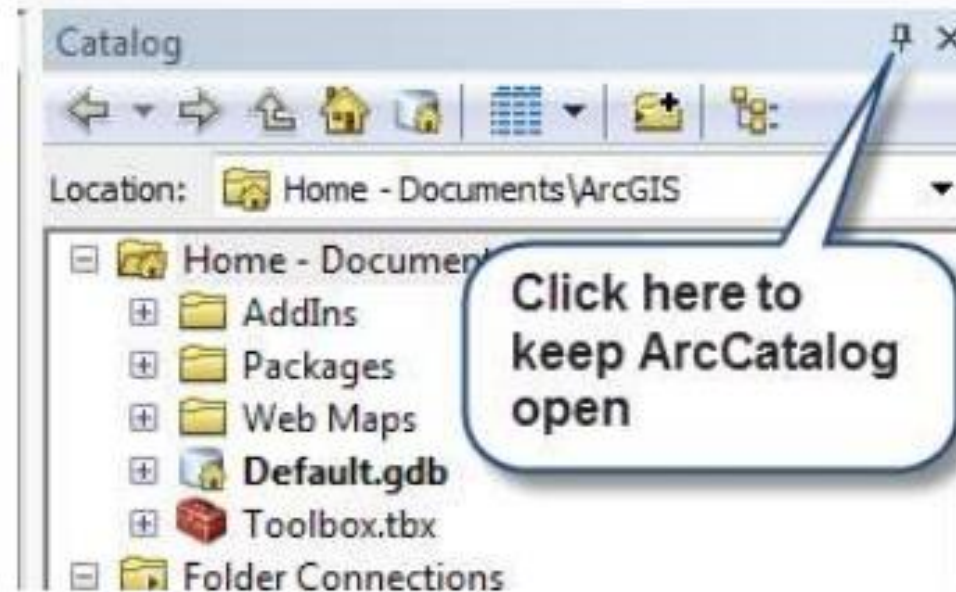 Catalog
Location: Home - Documents\ArcGIS
Home - Documen
AddIns
Packages
Web Maps
Default.gdb
Toolbox.tbx
Folder Connections
Click here to
keep ArcCatalog
open